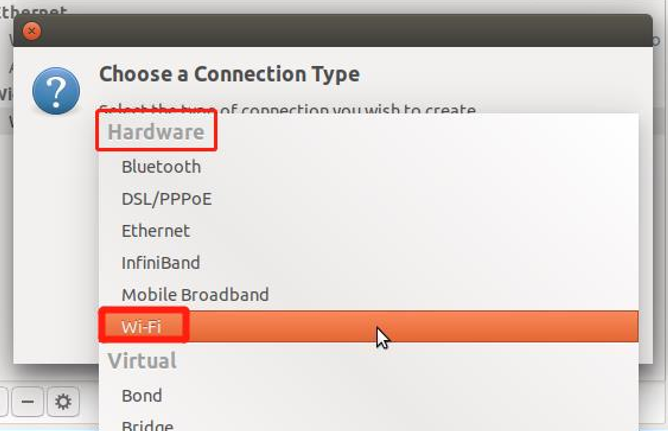 Ethernet
Choose a Connection Type
Select the type of connection you wish to create.
Hardware
Bluetooth
DSL/PPPoE
Ethernet
InfiniBand
Mobile Broadband
Wi-Fi
Virtual
Bond
Bridge